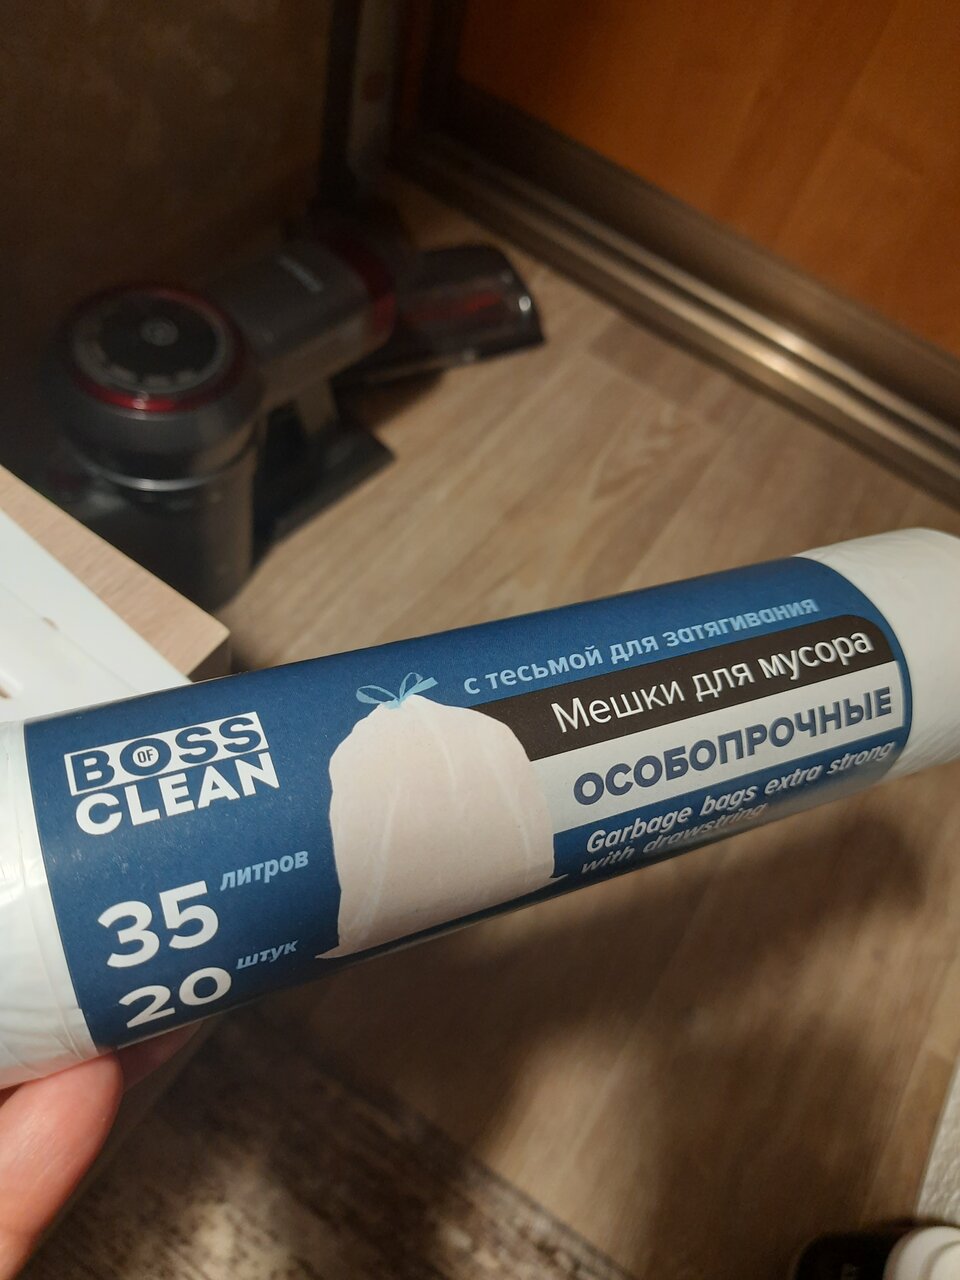 BOSS
OF
CLEAN
35 литров
20 штук
с тесьмой для затягивания
Мешки для мусора
ОСОБОПРОЧНЫЕ
Garbage bags extra strong
with drawstring